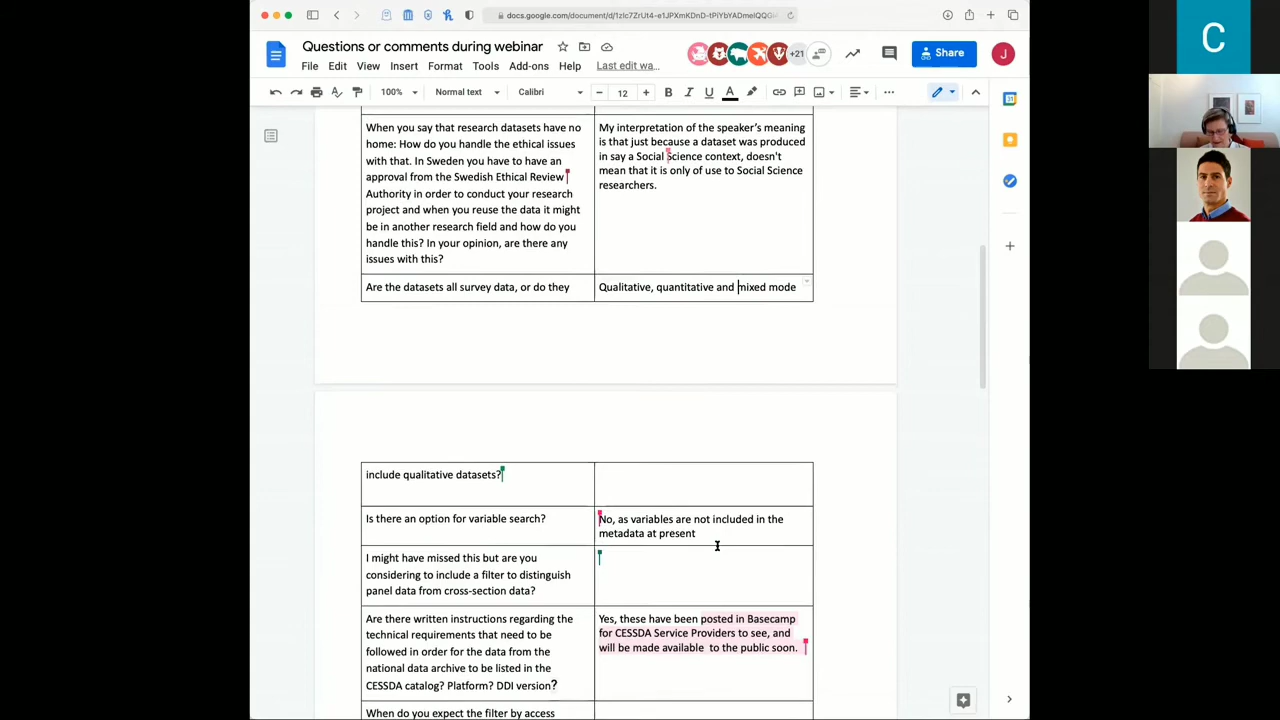 docs.google.com/document/d/1zlc7ZrUt4-e1JPXmKDnD-tPiYbYADmeIQQGH
C
Questions or comments during webinar
+21
Share
J
File Edit View Insert Format Tools Add-ons Help Last edit wa...
100% Normal text Calibri 12 B I U A
When you say that research datasets have no
home: How do you handle the ethical issues
with that. In Sweden you have to have an
approval from the Swedish Ethical Review
Authority in order to conduct your research
project and when you reuse the data it might
be in another research field and how do you
handle this? In your opinion, are there any
issues with this?
My interpretation of the speaker's meaning
is that just because a dataset was produced
in say a Social Science context, doesn't
mean that it is only of use to Social Science
researchers.
Are the datasets all survey data, or do they
Qualitative, quantitative and mixed mode
include qualitative datasets?
Is there an option for variable search?
No, as variables are not included in the
metadata at present
I might have missed this but are you
considering to include a filter to distinguish
panel data from cross-section data?
Are there written instructions regarding the
technical requirements that need to be
followed in order for the data from the
national data archive to be listed in the
CESSDA catalog? Platform? DDI version?
Yes, these have been posted in Basecamp
for CESSDA Service Providers to see, and
will be made available to the public soon.
When do you expect the filter by access